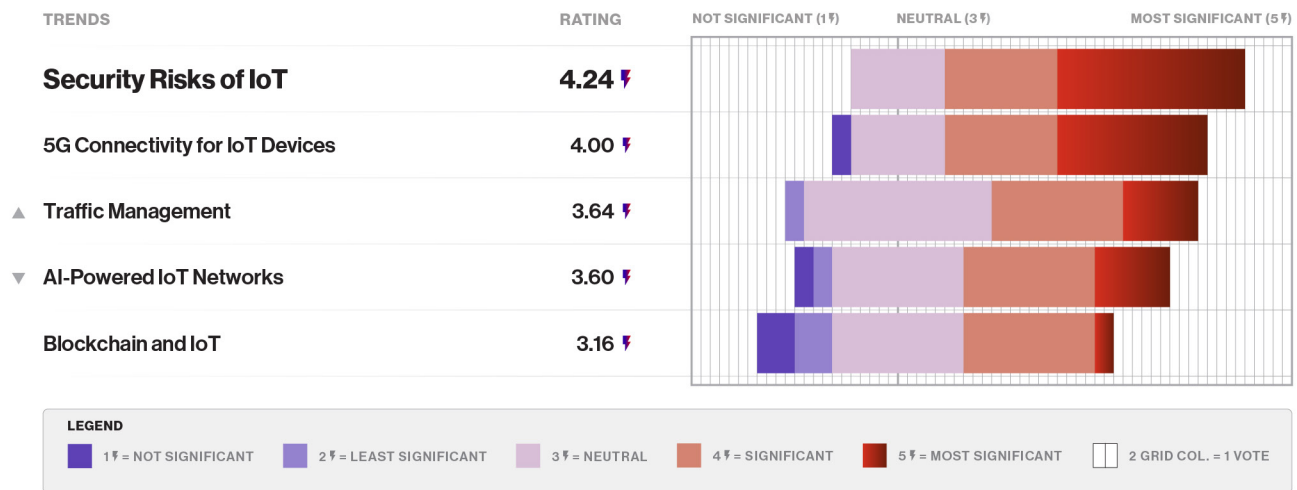 TRENDS RATING NOT SIGNIFICANT (1) NEUTRAL (3) MOST SIGNIFICANT (5)
Security Risks of IoT 4.24
5G Connectivity for IoT Devices 4.00
Traffic Management 3.64
AI-Powered IoT Networks 3.60
Blockchain and IoT 3.16
LEGEND
1 = NOT SIGNIFICANT 2 = LEAST SIGNIFICANT 3 = NEUTRAL 4 = SIGNIFICANT 5 = MOST SIGNIFICANT 2 GRID COL. = 1 VOTE